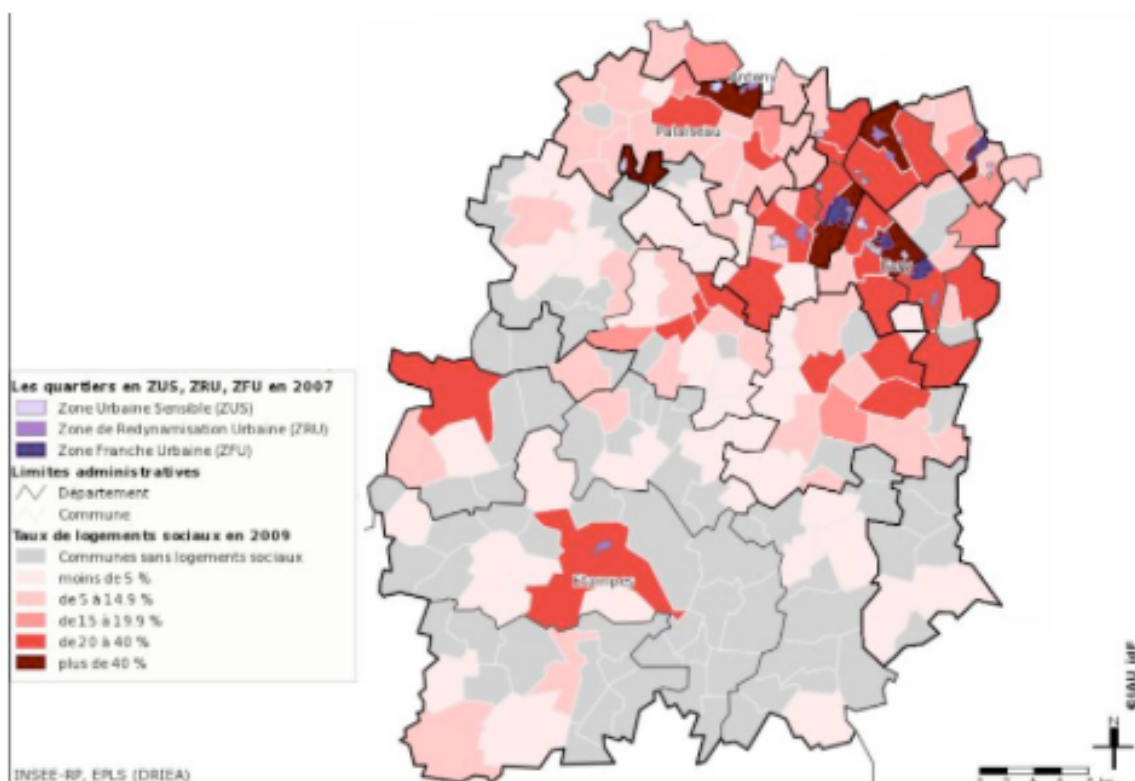 Antony
Palaiseau
Les quartiers en ZUS, ZRU, ZFU en 2007
Zone Urbaine Sensible (ZUS)
Zone de Redynamisation Urbaine (ZRU)
Zone Franche Urbaine (ZFU)
Limites administratives
Département
Commune
Taux de logements sociaux en 2009
Communes sans logements sociaux
moins de 5 %
de 5 à 14.9 %
de 15 à 19.9 %
de 20 à 40 %
plus de 40 %
Etampes
©IAU îdF
N
INSEE-RP, EPLS (DRIEA)